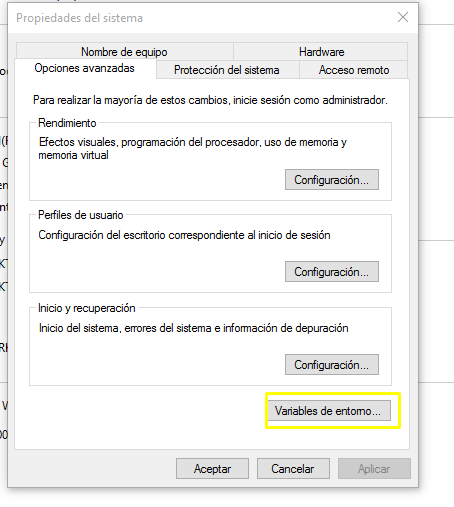 Propiedades del sistema
Nombre de equipo
Hardware
Opciones avanzadas
Protección del sistema
Acceso remoto
Para realizar la mayoría de estos cambios, inicie sesión como administrador.
Rendimiento
Efectos visuales, programación del procesador, uso de memoria y
memoria virtual
Configuración...
Perfiles de usuario
Configuración del escritorio correspondiente al inicio de sesión
Configuración...
Inicio y recuperación
Inicio del sistema, errores del sistema e información de depuración
Configuración...
Variables de entorno...
Aceptar
Cancelar
Aplicar